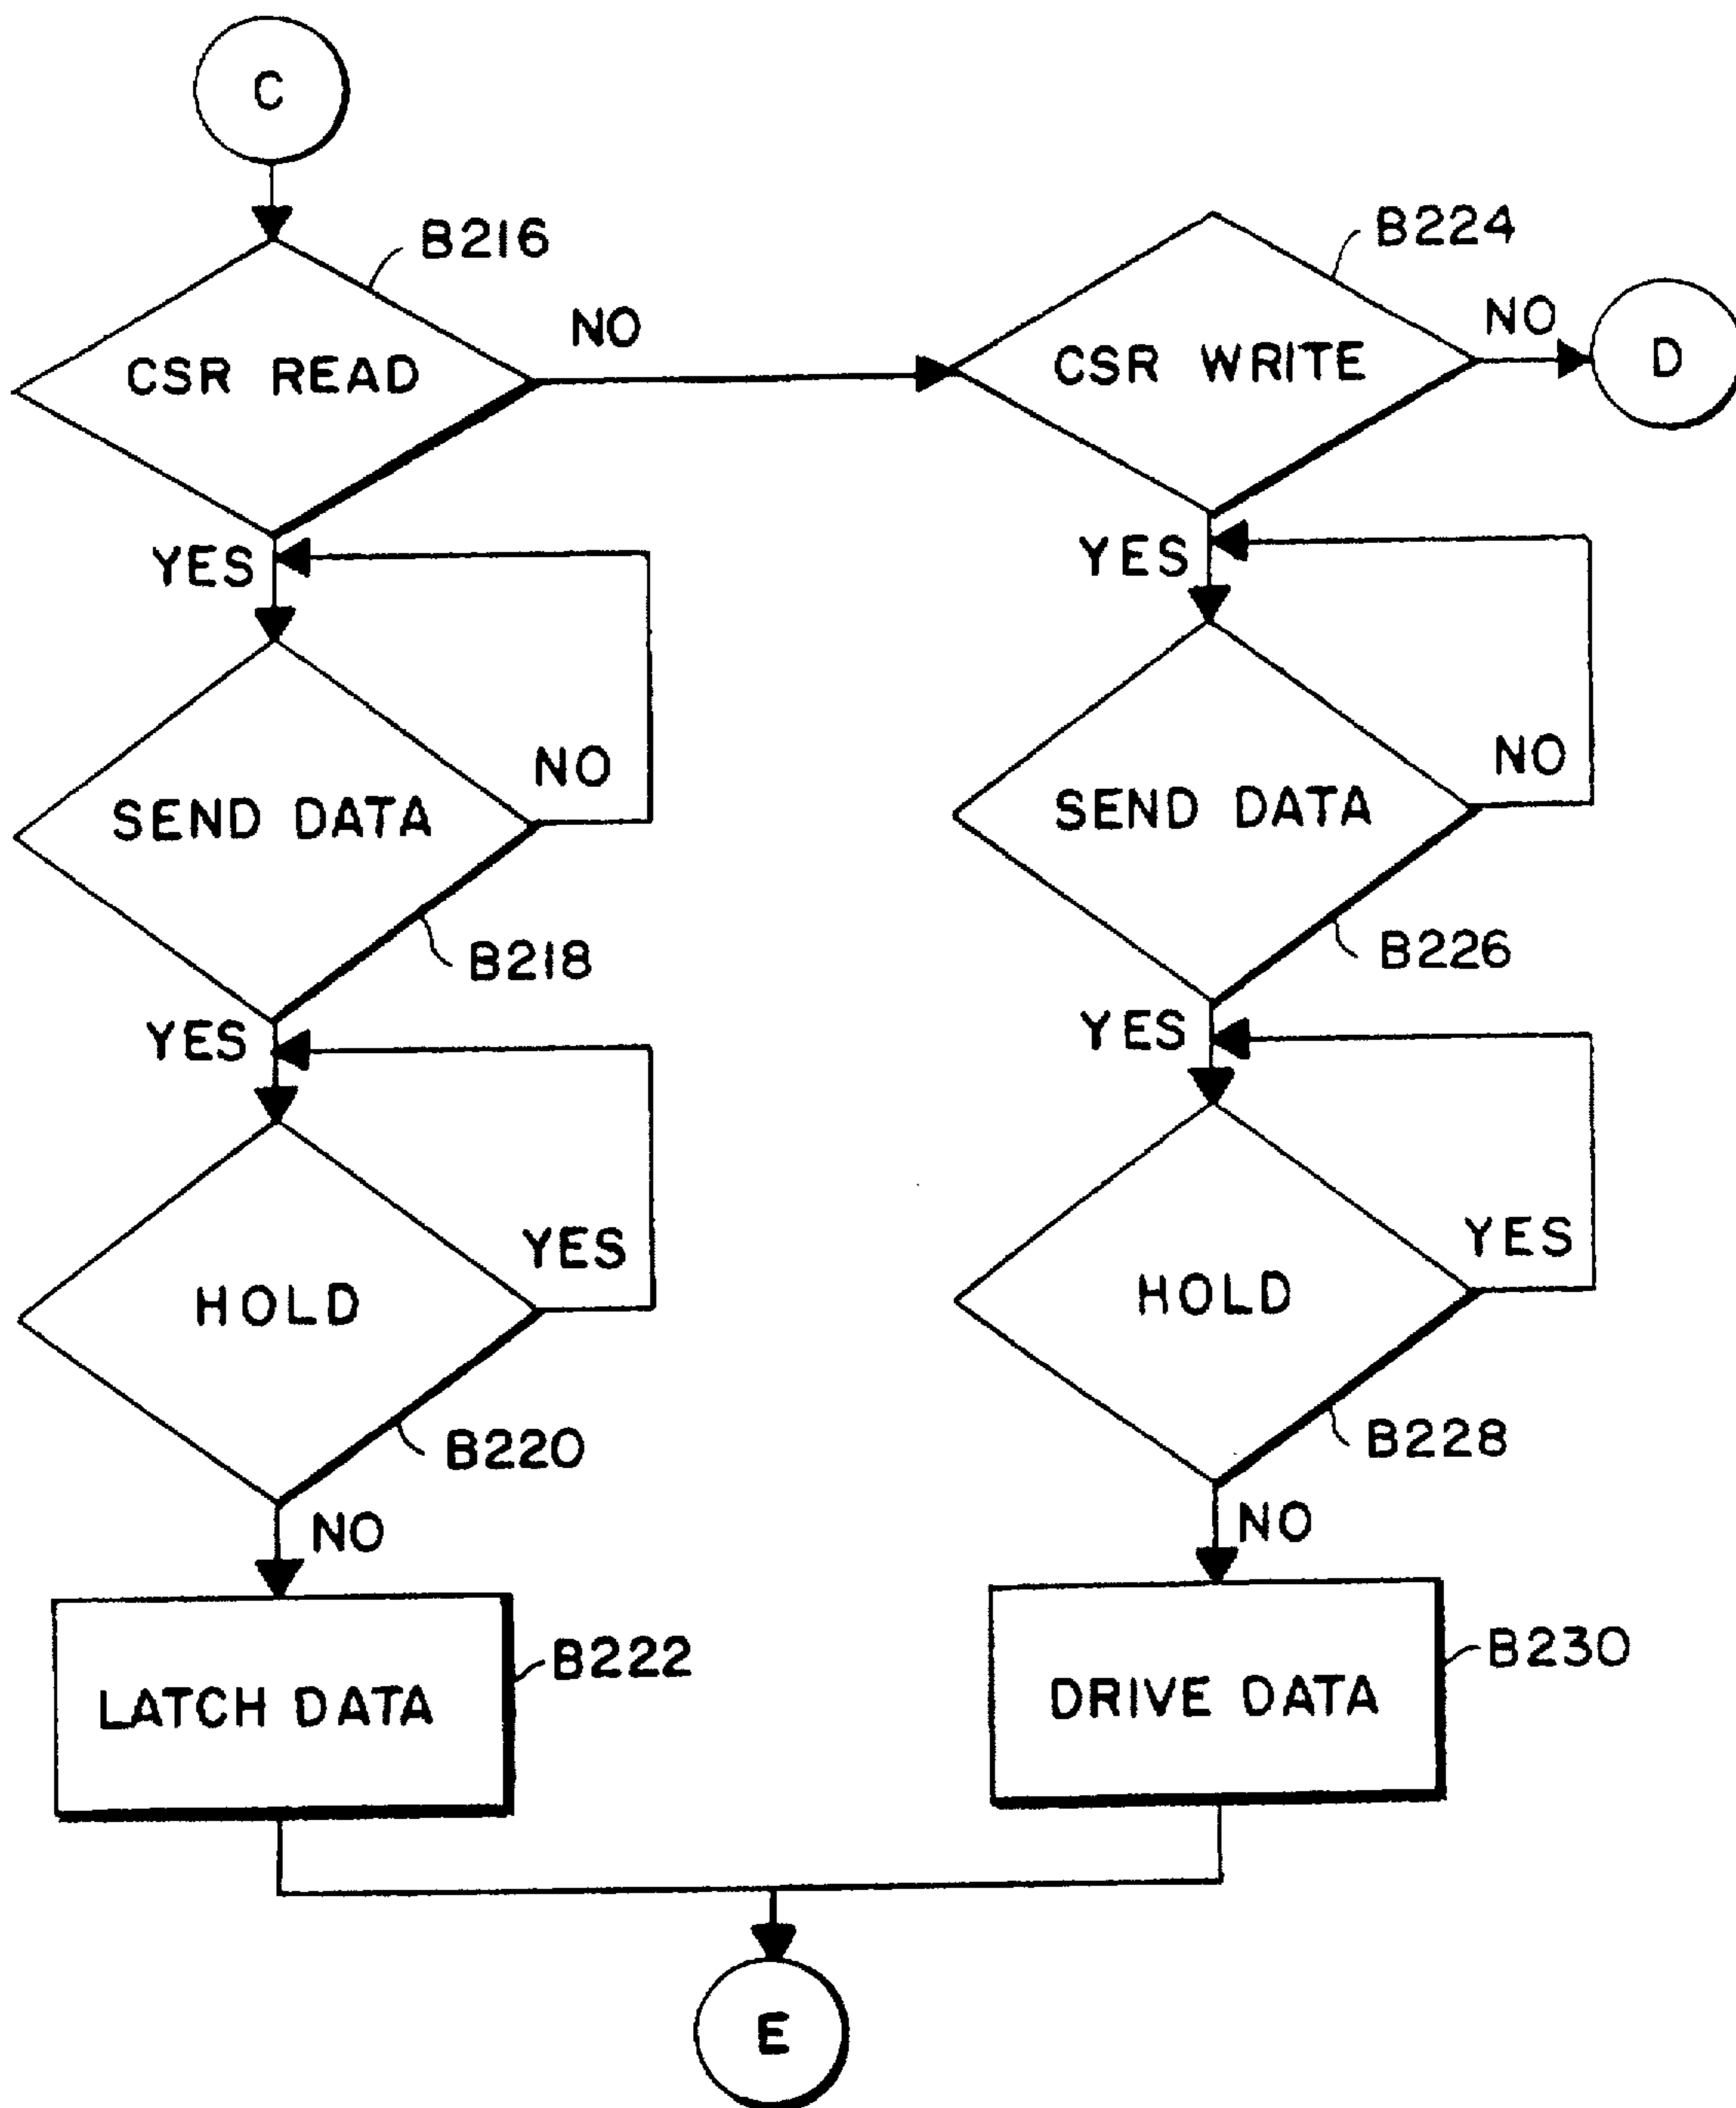 C
B216
B224
NO
NO
CSR READ
CSR WRITE
D
YES
YES
NO
NO
SEND DATA
SEND DATA
B218
B226
YES
YES
YES
YES
HOLD
HOLD
B220
B228
NO
NO
B222
B230
LATCH DATA
DRIVE DATA
E